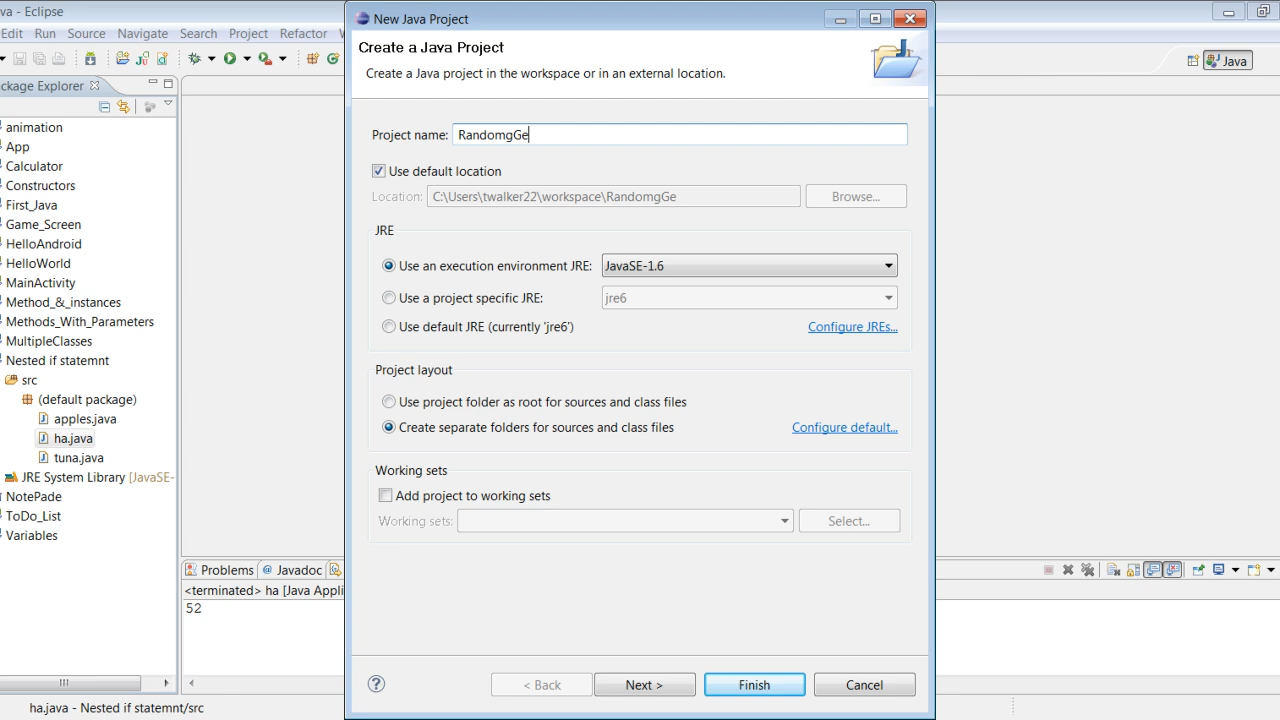 va - Eclipse
Edit Run Source Navigate Search Project Refactor
Java
ckage Explorer
animation
App
Calculator
Constructors
First_Java
Game_Screen
HelloAndroid
HelloWorld
MainActivity
Method_&_instances
Methods_With_Parameters
MultipleClasses
Nested if statemnt
src
(default package)
apples.java
ha.java
tuna.java
JRE System Library [JavaSE-
NotePade
ToDo_List
Variables
New Java Project
Create a Java Project
Create a Java project in the workspace or in an external location.
Project name: RandomgGe
Use default location
Location: C:\Users\twalker22\workspace\RandomgGe Browse...
JRE
Use an execution environment JRE: JavaSE-1.6
Use a project specific JRE: jre6
Use default JRE (currently 'jre6') Configure JREs...
Project layout
Use project folder as root for sources and class files
Create separate folders for sources and class files Configure default...
Working sets
Add project to working sets
Working sets: Select...
< Back Next > Finish Cancel
Problems @ Javadoc
<terminated> ha [Java Appli
52
ha.java - Nested if statemnt/src